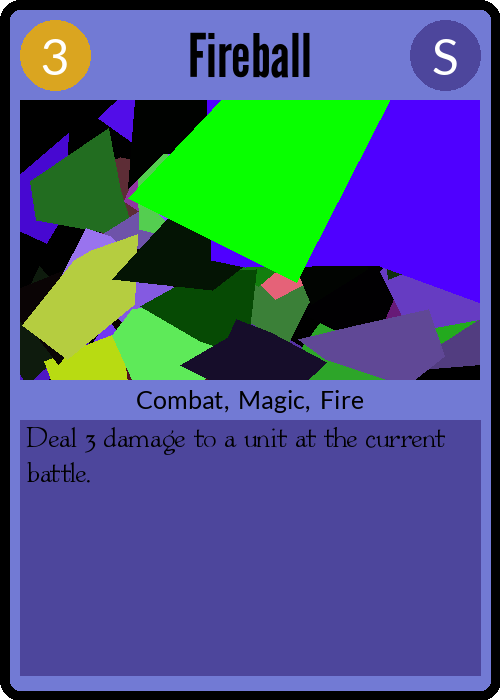 3
Fireball
S
Combat, Magic, Fire
Deal 3 damage to a unit at the current
battle.